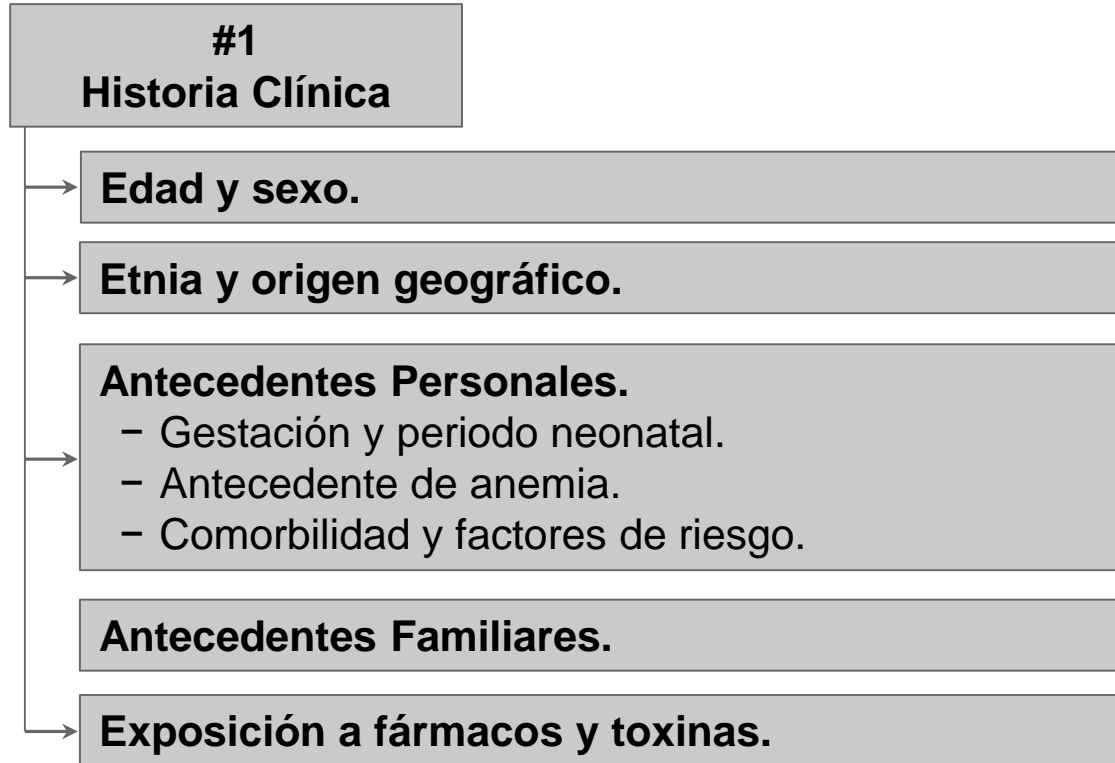 #1
Historia Clínica
Edad y sexo.
Etnia y origen geográfico.
Antecedentes Personales.
− Gestación y periodo neonatal.
− Antecedente de anemia.
− Comorbilidad y factores de riesgo.
Antecedentes Familiares.
Exposición a fármacos y toxinas.